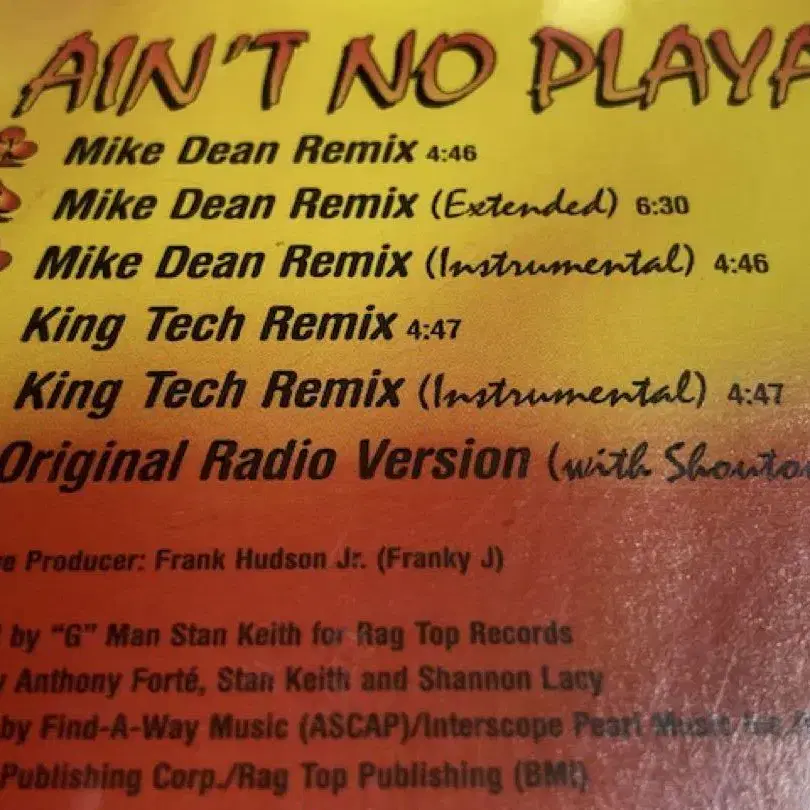 AIN'T NO PLAYA
Mike Dean Remix 4:46
Mike Dean Remix (Extended) 6:30
Mike Dean Remix (Instrumental) 4:46
King Tech Remix 4:47
King Tech Remix (Instrumental) 4:47
Original Radio Version (with Shoutou
e Producer: Frank Hudson Jr. (Franky J)
by "G" Man Stan Keith for Rag Top Records
y Anthony Forté, Stan Keith and Shannon Lacy
by Find-A-Way Music (ASCAP)/Interscope Pearl Music Inc.
Publishing Corp./Rag Top Publishing (BMI)